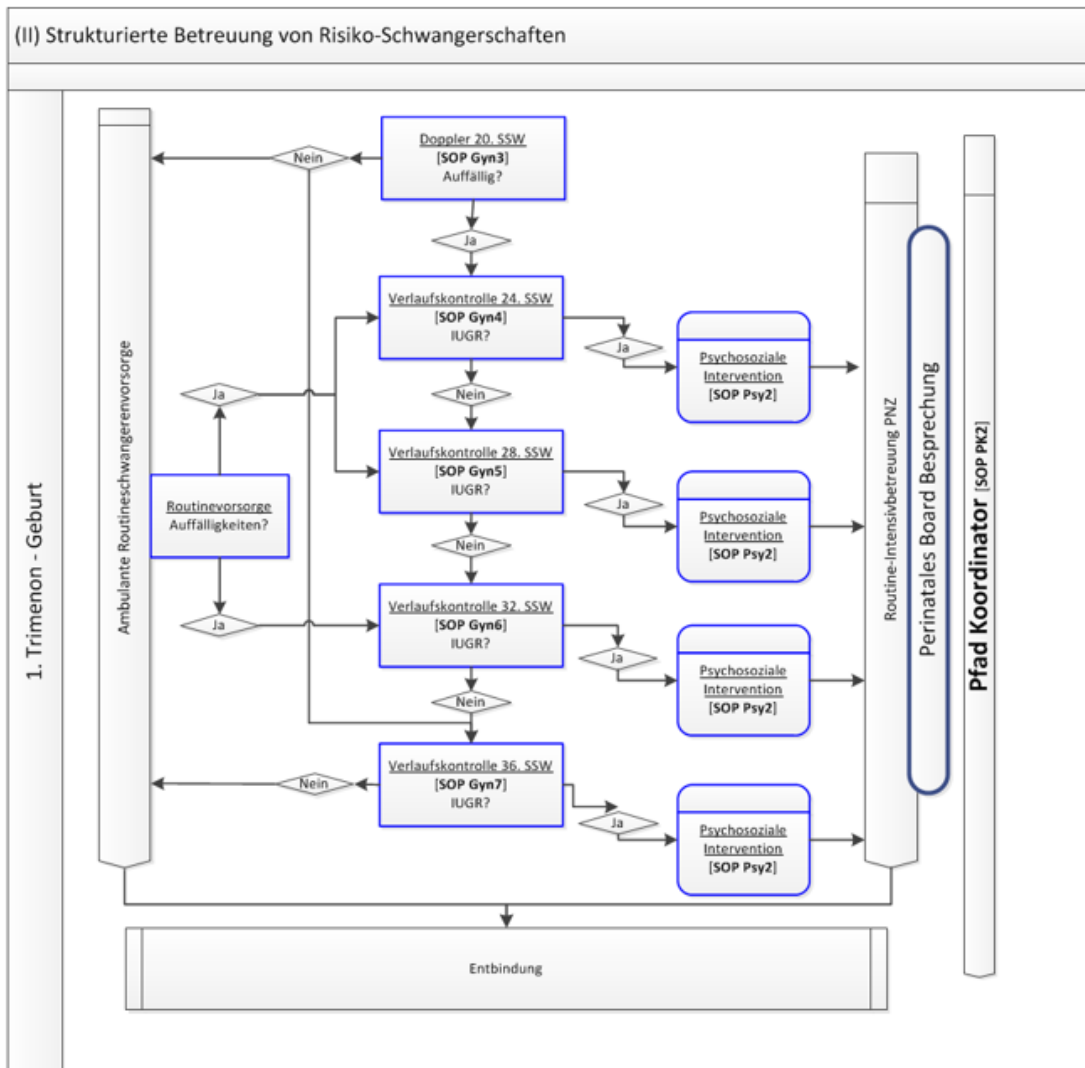 (II) Strukturierte Betreuung von Risiko-Schwangerschaften
1. Trimenon - Geburt
Ambulante Routineschwangerenvorsorge
Doppler 20. SSW
[SOP Gyn3]
Auffällig?
Nein
Ja
Verlaufskontrolle 24. SSW
[SOP Gyn4]
IUGR?
Ja
Psychosoziale
Intervention
[SOP Psy2]
Nein
Ja
Verlaufskontrolle 28. SSW
[SOP Gyn5]
IUGR?
Ja
Psychosoziale
Intervention
[SOP Psy2]
Routinevorsorge
Auffälligkeiten?
Nein
Ja
Verlaufskontrolle 32. SSW
[SOP Gyn6]
IUGR?
Ja
Psychosoziale
Intervention
[SOP Psy2]
Nein
Verlaufskontrolle 36. SSW
[SOP Gyn7]
IUGR?
Nein
Ja
Psychosoziale
Intervention
[SOP Psy2]
Routine-Intensivbetreuung PNZ
Perinatales Board Besprechung
Pfad Koordinator [SOP PK2]
Entbindung